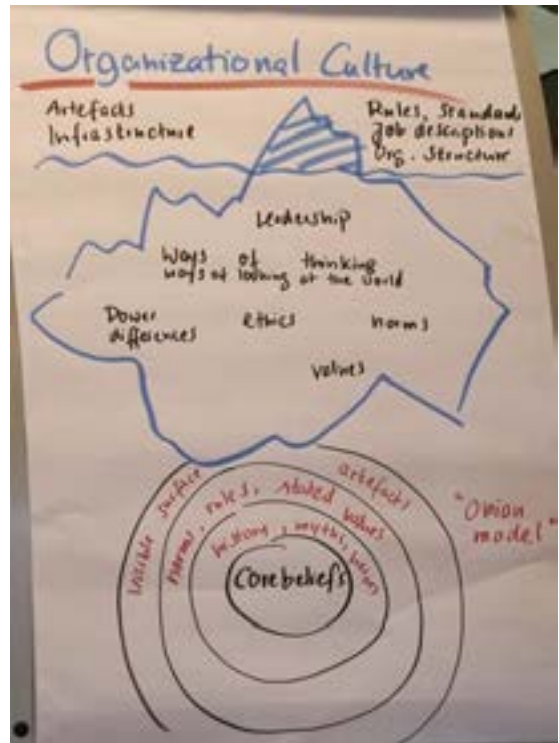 Organizational Culture
Artefacts
Infrastructure
Rules, Standards
Job descriptions
Org. Structure
Leadership
Ways of thinking
ways of looking at the world
Power
differences
ethics
norms
values
visible surface artefacts
norms, rules, stated values
history, myths, heroes
Core beliefs
"Onion
model"